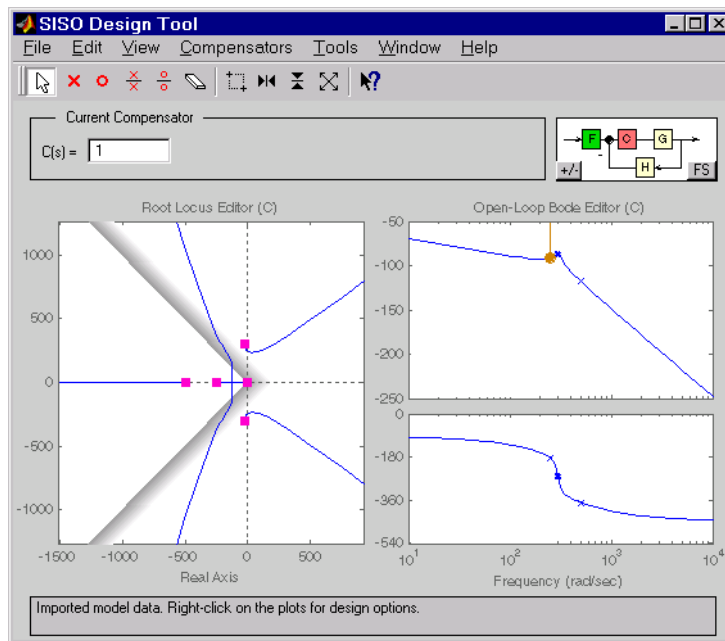 SISO Design Tool
File Edit View Compensators Tools Window Help
Current Compensator
C(s) = 1
F C G
H
+/- FS
Root Locus Editor (C)
1000
500
0
-500
-1000
-1500 -1000 -500 0 500
Real Axis
Open-Loop Bode Editor (C)
-50
-100
-150
-200
-250
0
-180
-360
-540
10^1 10^2 10^3 10^4
Frequency (rad/sec)
Imported model data. Right-click on the plots for design options.